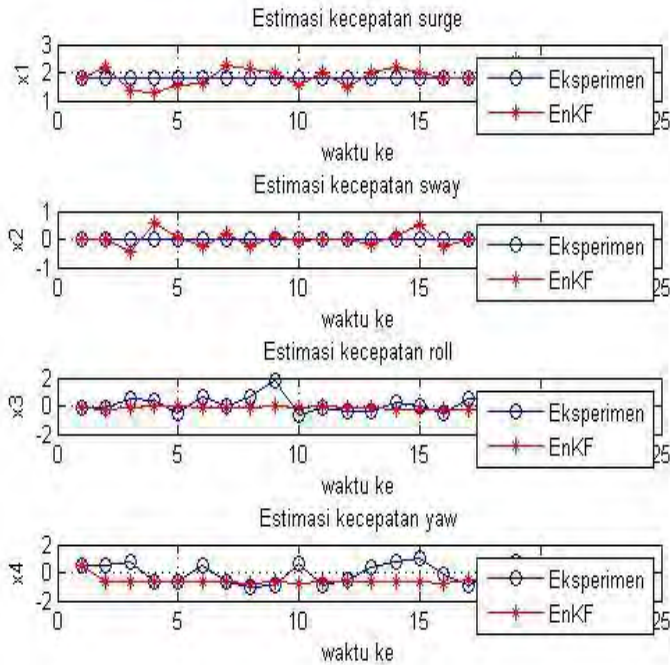 Estimasi kecepatan surge
3
2
1
x1
Eksperimen
EnKF
0 5 10 15 25
waktu ke
Estimasi kecepatan sway
1
0
-1
x2
Eksperimen
EnKF
0 5 10 15 25
waktu ke
Estimasi kecepatan roll
2
0
-2
x3
Eksperimen
EnKF
0 5 10 15 25
waktu ke
Estimasi kecepatan yaw
2
0
-2
x4
Eksperimen
EnKF
0 5 10 15 25
waktu ke